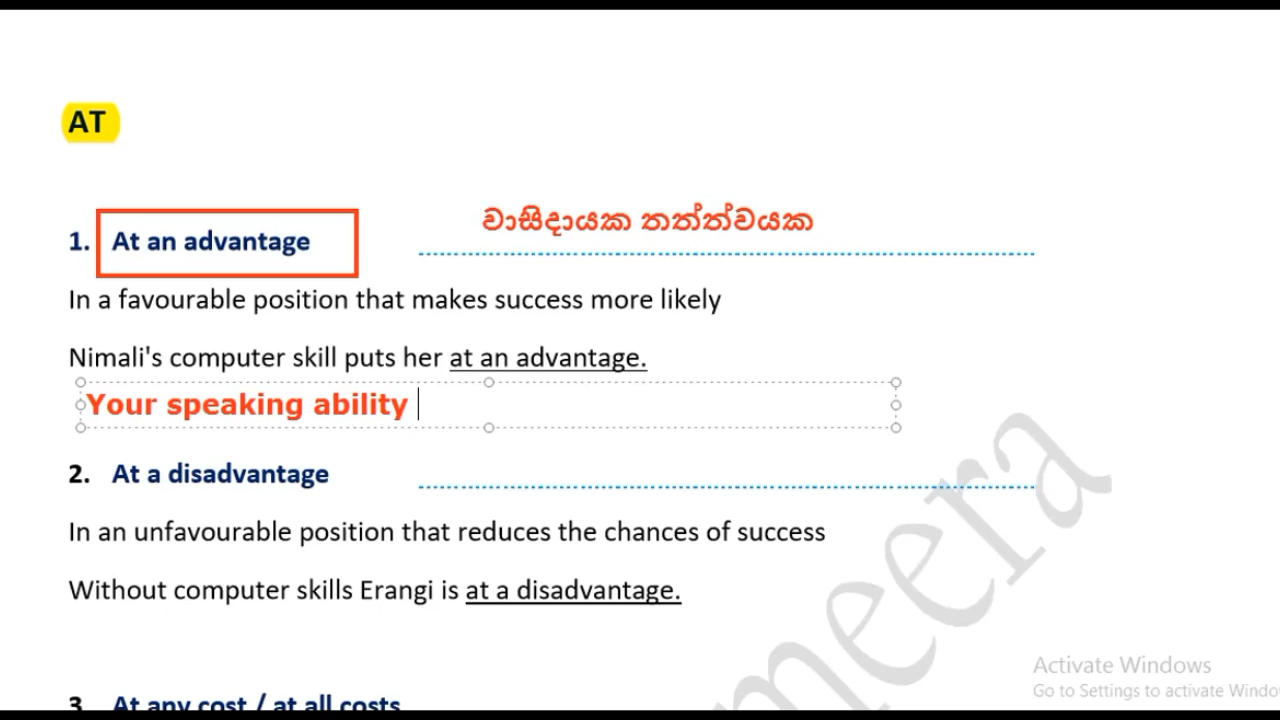 AT
වාසිදායක තත්ත්වයක
1. At an advantage ................................
In a favourable position that makes success more likely
Nimali's computer skill puts her at an advantage.
Your speaking ability
2. At a disadvantage ................................
In an unfavourable position that reduces the chances of success
Without computer skills Erangi is at a disadvantage.
3 At any cost / at all costs
meera
Activate Windows
Go to Settings to activate Windo